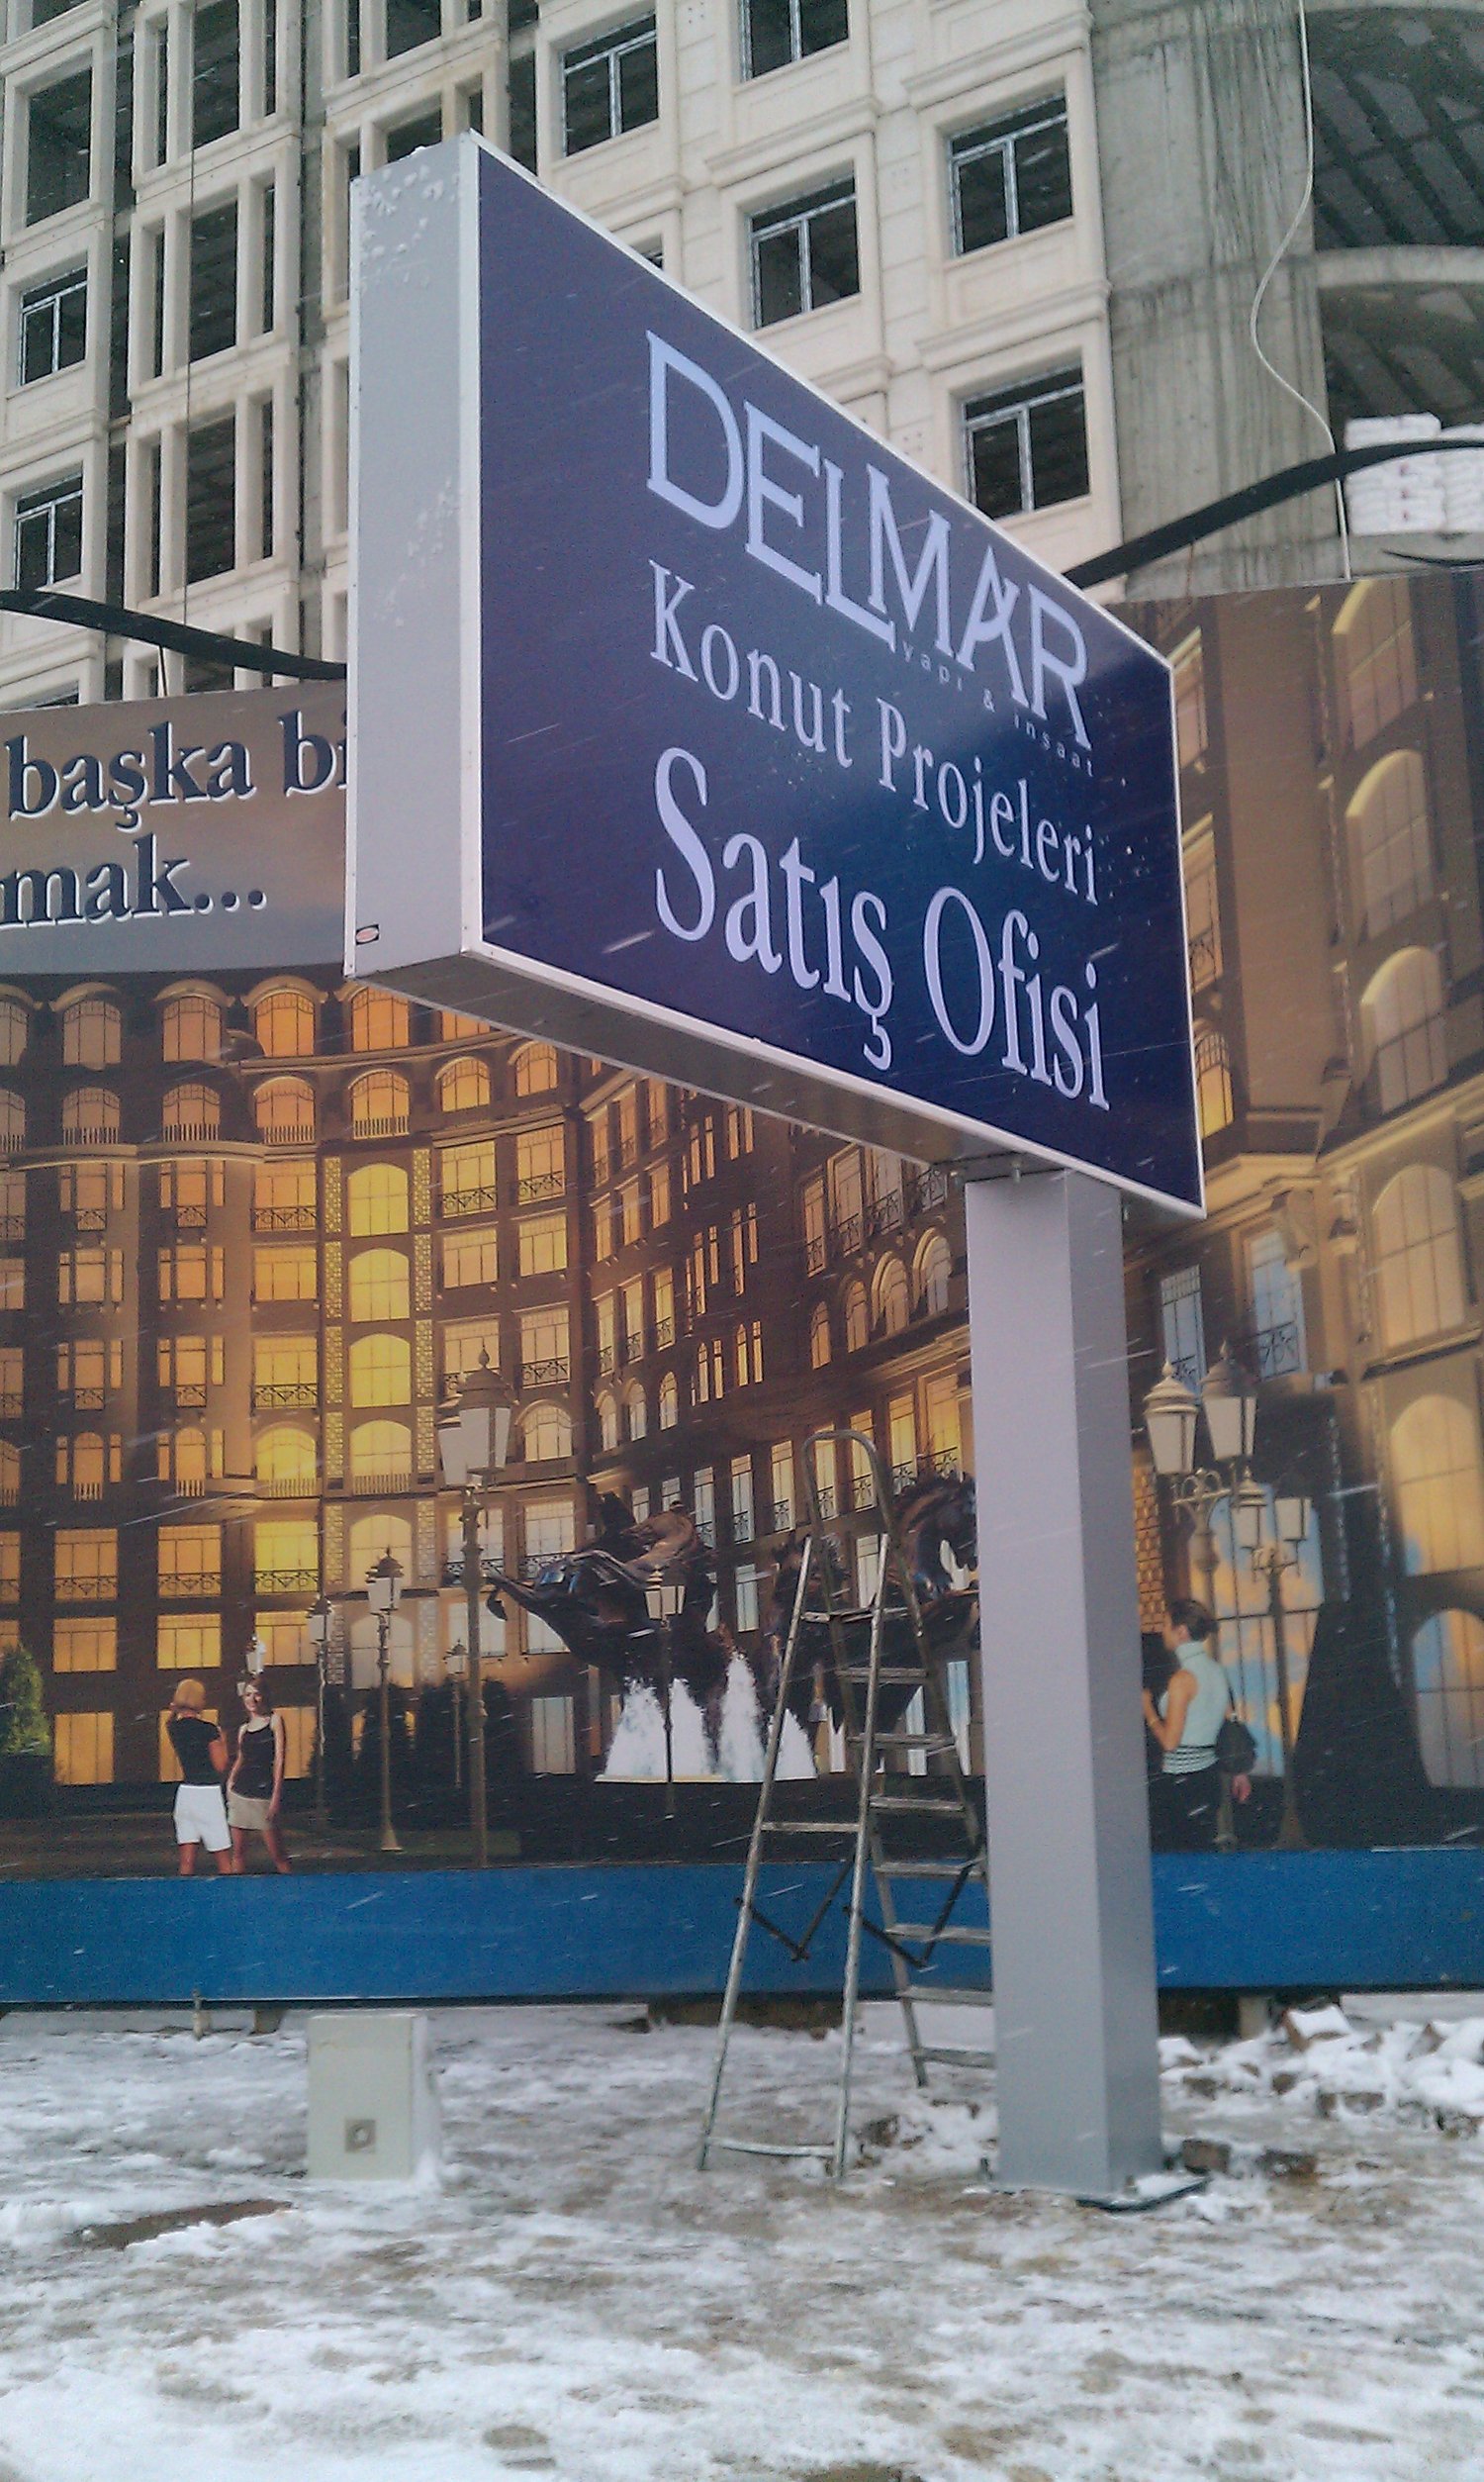 DELMAR
yapı & inşaat
Konut Projeleri
Satış Ofisi
başka bi
mak...